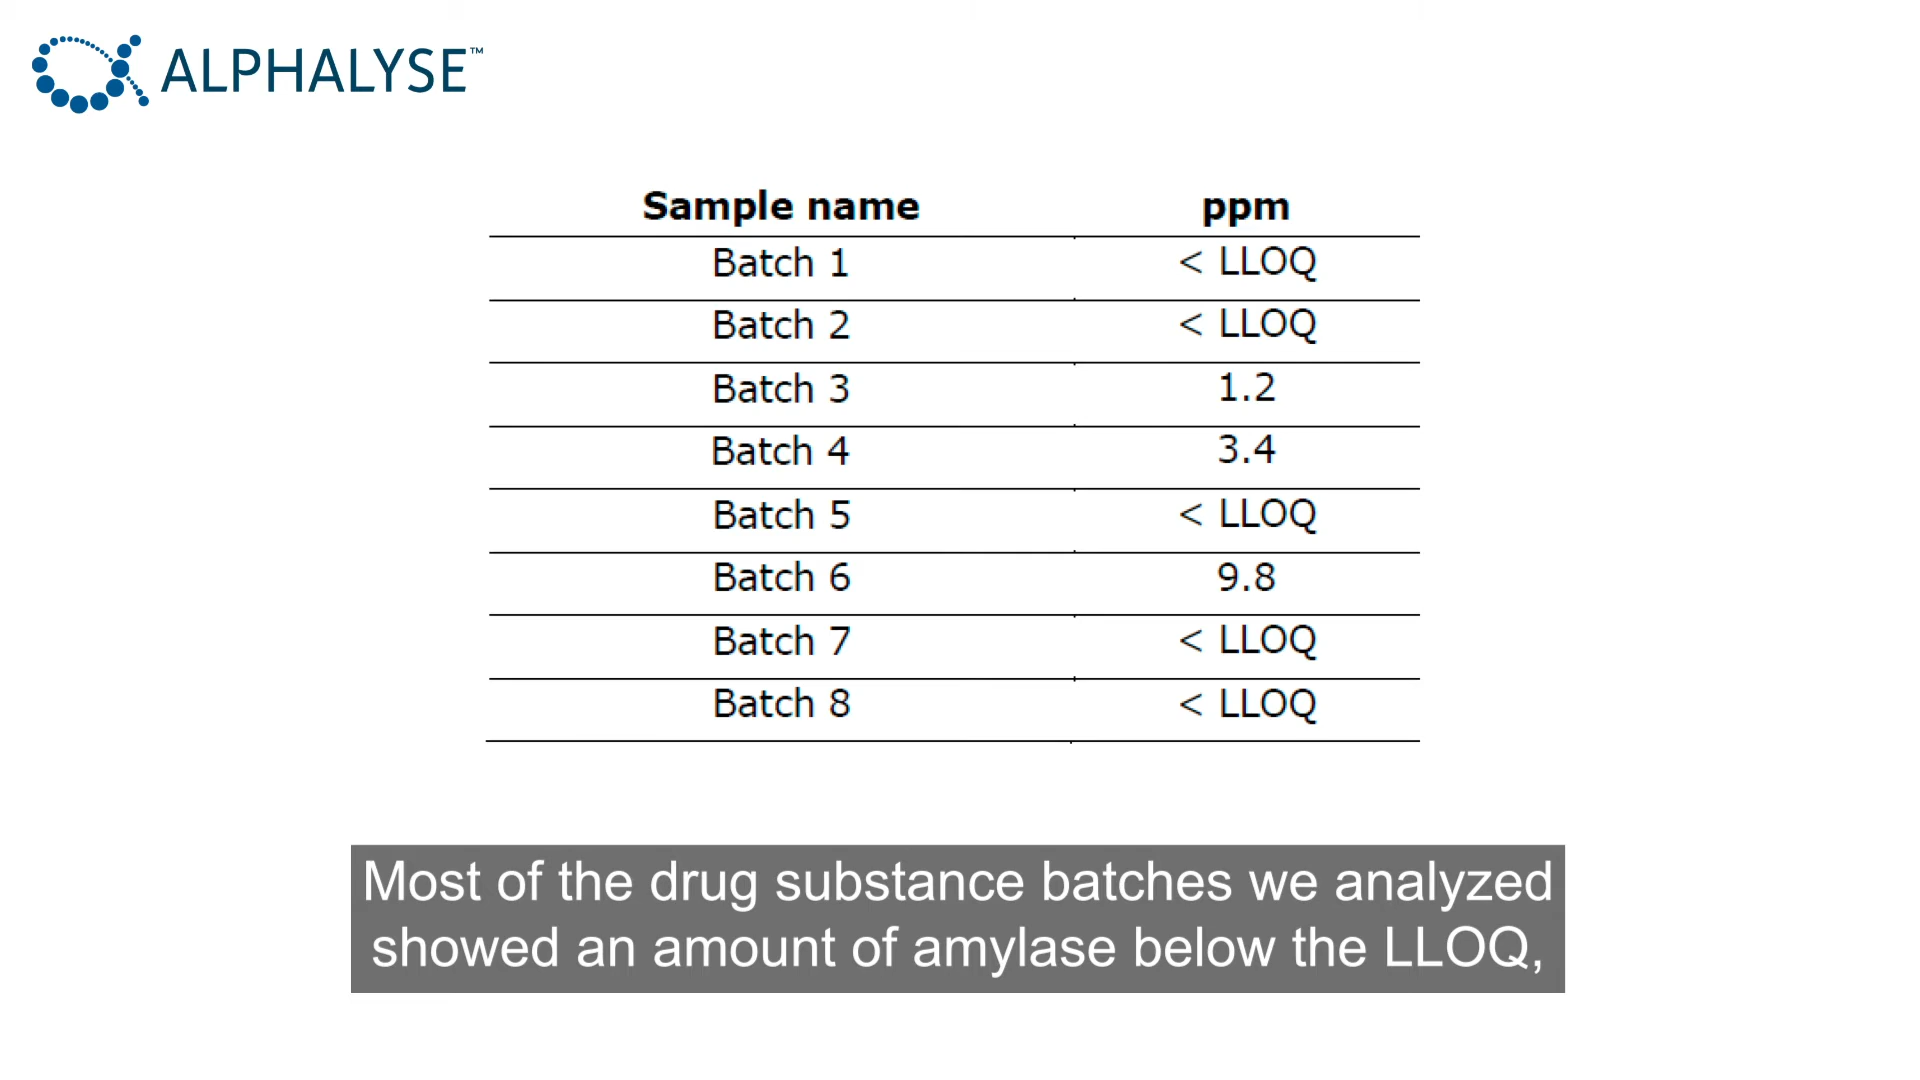 ALPHALYSE™
Sample name ppm
Batch 1 < LLOQ
Batch 2 < LLOQ
Batch 3 1.2
Batch 4 3.4
Batch 5 < LLOQ
Batch 6 9.8
Batch 7 < LLOQ
Batch 8 < LLOQ
Most of the drug substance batches we analyzed
showed an amount of amylase below the LLOQ,